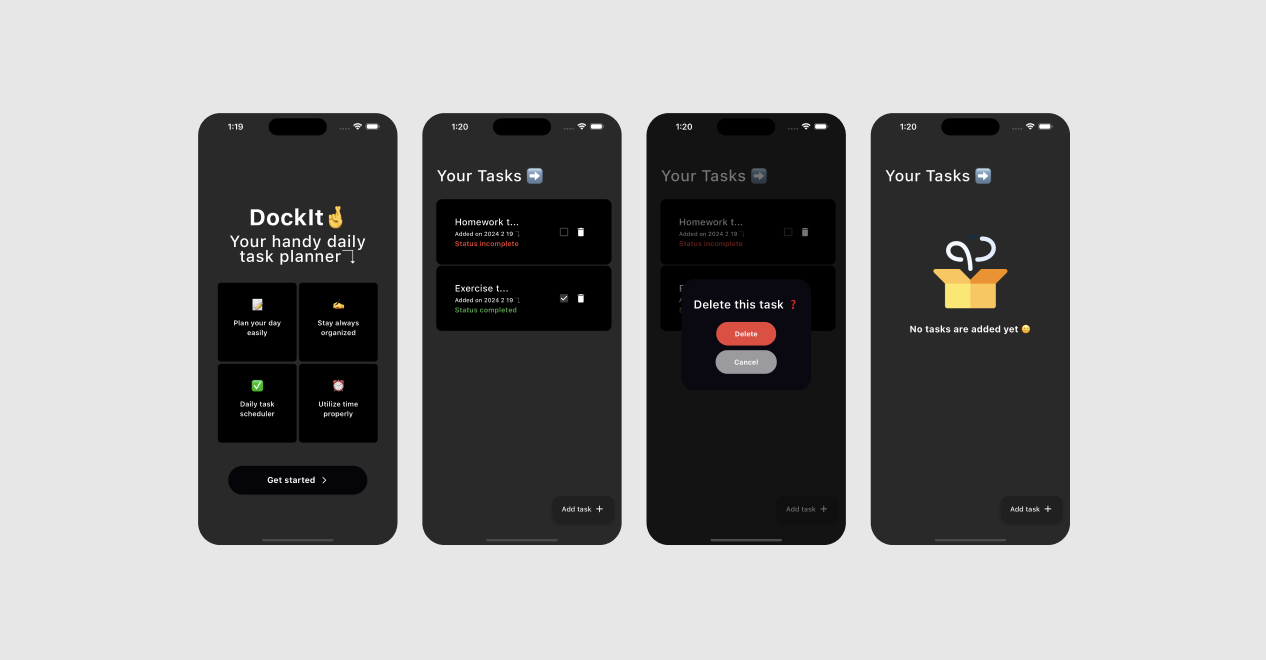 1:19
DockIt🤞
Your handy daily
task planner⤵
📝
Plan your day
easily
✍️
Stay always
organized
✅
Daily task
scheduler
⏰
Utilize time
properly
Get started >
1:20
Your Tasks ➡️
Homework t...
Added on 2024 2 19 ⤵
Status incomplete
Exercise t...
Added on 2024 2 19 ⤵
Status completed
Add task +
1:20
Your Tasks ➡️
Homework t...
Added on 2024 2 19 ⤵
Status incomplete
Delete this task ❓
Delete
Cancel
Add task +
1:20
Your Tasks ➡️
No tasks are added yet 😄
Add task +